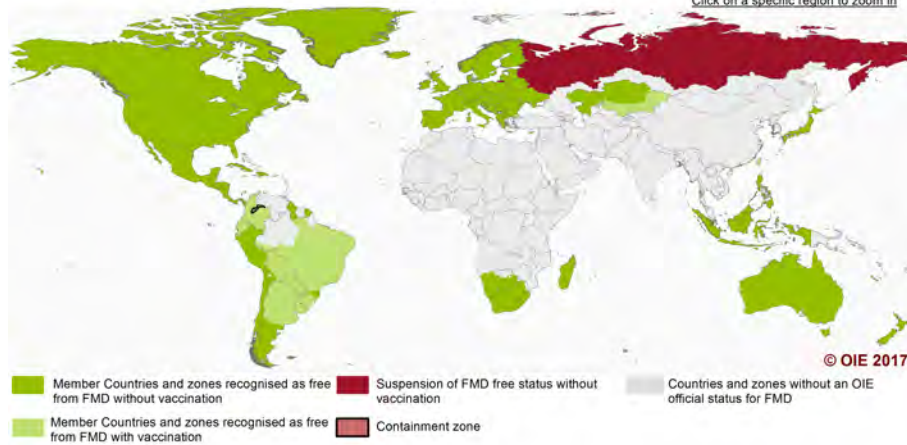 Click on a specific region to zoom in
© OIE 2017
Member Countries and zones recognised as free
from FMD without vaccination
Suspension of FMD free status without
vaccination
Countries and zones without an OIE
official status for FMD
Member Countries and zones recognised as free
from FMD with vaccination
Containment zone